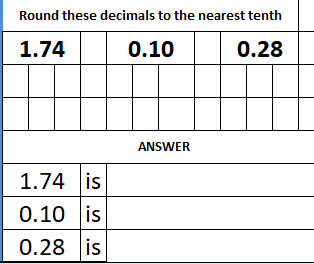 Round these decimals to the nearest tenth
1.74 0.10 0.28
ANSWER
1.74 is
0.10 is
0.28 is